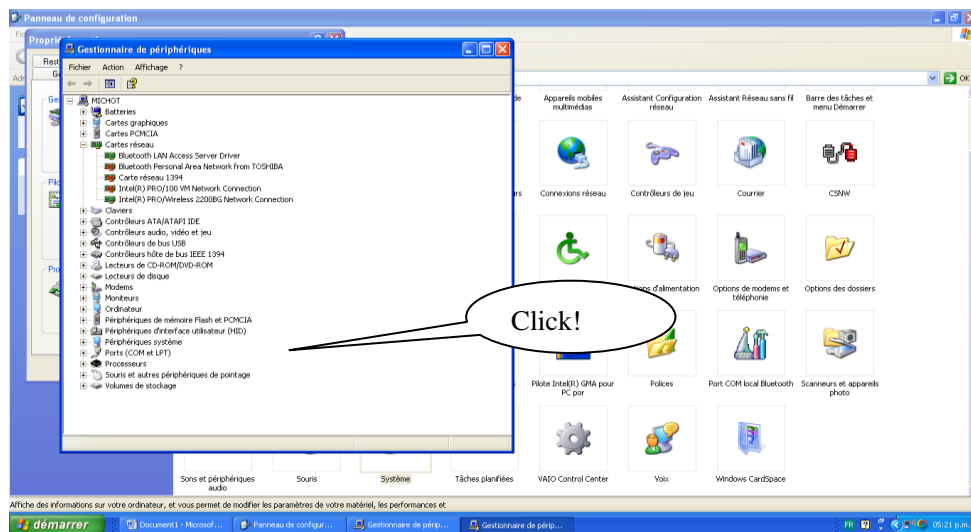 Panneau de configuration
Gestionnaire de périphériques
Fichier Action Affichage ?
OK
MICHOT
Batteries
Cartes graphiques
Cartes PCMCIA
Cartes réseau
Bluetooth LAN Access Server Driver
Bluetooth Personal Area Network from TOSHIBA
Carte réseau 1394
Intel(R) PRO/100 VM Network Connection
Intel(R) PRO/Wireless 2200BG Network Connection
Claviers
Contrôleurs ATA/ATAPI IDE
Contrôleurs audio, vidéo et jeu
Contrôleurs de bus USB
Contrôleurs hôte de bus IEEE 1394
Lecteurs de CD-ROM/DVD-ROM
Lecteurs de disque
Modems
Moniteurs
Ordinateur
Périphériques de mémoire Flash et PCMCIA
Périphériques d'interface utilisateur (HID)
Périphériques système
Ports (COM et LPT)
Processeurs
Souris et autres périphériques de pointage
Volumes de stockage
Click!
Appareils mobiles multimédias
Assistant Configuration réseau
Assistant Réseau sans fil
Barre des tâches et menu Démarrer
Connexions réseau
Contrôleurs de jeu
Courrier
CSNW
d'alimentation
Options de modems et téléphonie
Options des dossiers
Pilote Intel(R) GMA pour PC por
Polices
Port COM local Bluetooth
Scanneurs et appareils photo
Sons et périphériques audio
Souris
Système
Tâches planifiées
VAIO Control Center
Voix
Windows CardSpace
Affiche des informations sur votre ordinateur, et vous permet de modifier les paramètres de votre matériel, les performances et
démarrer
Document1 - Microsof...
Panneau de configur...
Gestionnaire de périp...
Gestionnaire de périp...
FR
05:21 p.m.